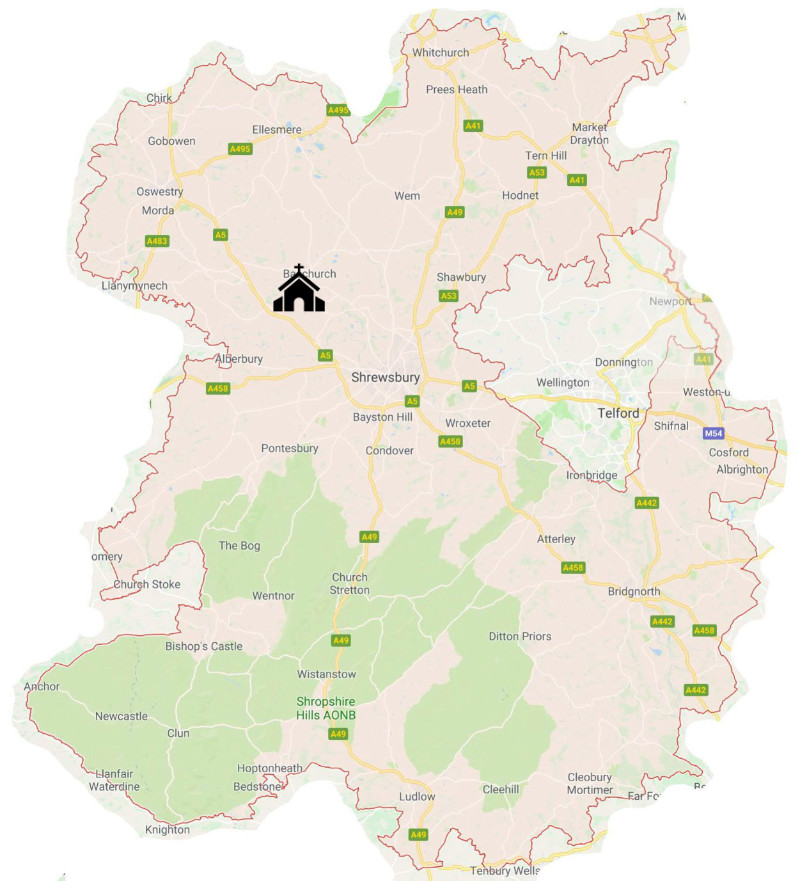 M
Whitchurch
Prees Heath
Chirk
A495
Ellesmere
A41
Market
Drayton
Gobowen
A495
Tern Hill
A53
A41
Oswestry
Wem
Hodnet
Morda
A49
A483
A5
Llanymynech
Shawbury
A53
Newport
Alberbury
A5
Donnington
A41
Shrewsbury
A458
A5
Wellington
Weston-u
A5
Bayston Hill
Wroxeter
Telford
Shifnal
M54
A458
Pontesbury
Condover
Cosford
Albrighton
Ironbridge
A442
The Bog
A49
Atterley
omery
A458
Church Stoke
Church
Stretton
Wentnor
Bridgnorth
A442
A458
Bishop's Castle
A49
Ditton Priors
Wistanstow
Anchor
A442
Shropshire
Hills AONB
Newcastle
Clun
A49
Llanfair
Waterdine
Hoptonheath
Bedstone
Cleobury
Mortimer
Ludlow
Cleehill
Far Fo
Knighton
A49
Tenbury Wells